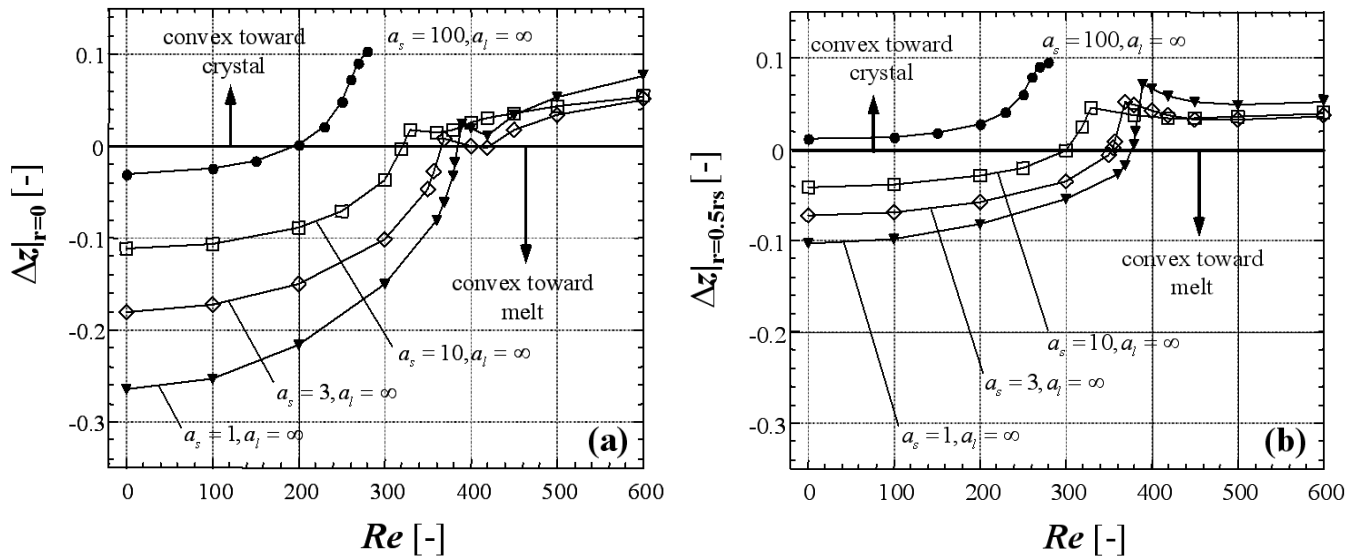 0.1
0
-0.1
-0.2
-0.3
Δz|r=0 [-]
convex toward
crystal
a_s = 100, a_l = ∞
convex toward
melt
a_s = 10, a_l = ∞
a_s = 3, a_l = ∞
a_s = 1, a_l = ∞
(a)
0 100 200 300 400 500 600
Re [-]
0.1
0
-0.1
-0.2
-0.3
Δz|r=0.5rs [-]
convex toward
crystal
a_s = 100, a_l = ∞
convex toward
melt
a_s = 10, a_l = ∞
a_s = 3, a_l = ∞
a_s = 1, a_l = ∞
(b)
0 100 200 300 400 500 600
Re [-]